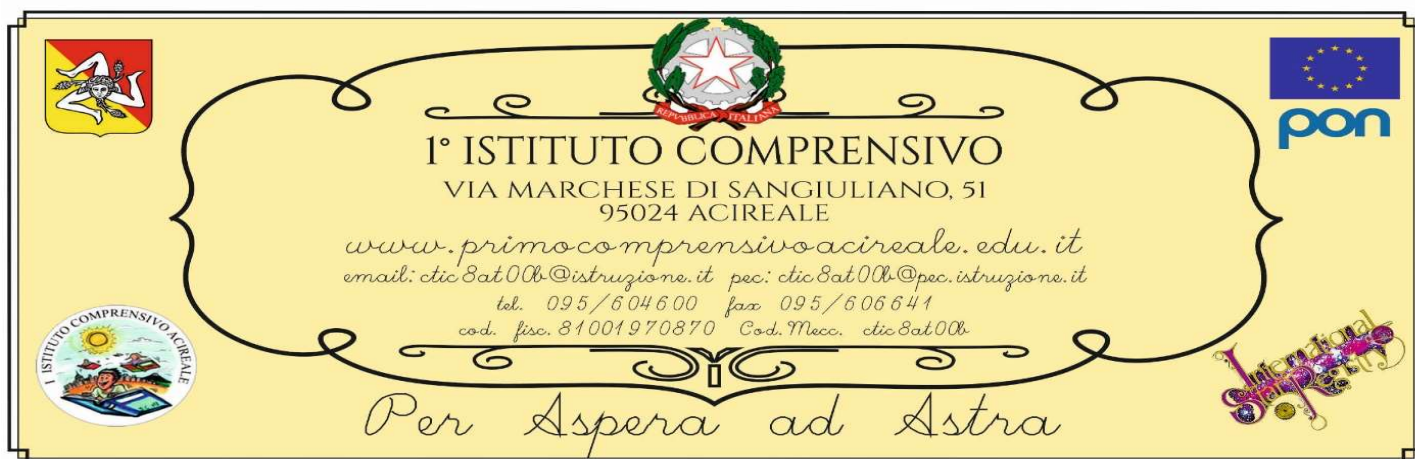 REPVBBLICA ITALIANA
pon
1° ISTITUTO COMPRENSIVO
VIA MARCHESE DI SANGIULIANO, 51
95024 ACIREALE
www.primocomprensivoacireale.edu.it
email: ctic8at00b@istruzione.it pec: ctic8at00b@pec.istruzione.it
tel. 095/604600 fax 095/606641
cod. fisc. 81001970870 Cod. Mecc. ctic8at00b
1 ISTITUTO COMPRENSIVO ACIREALE
International
Star Registry
Per Aspera ad Astra